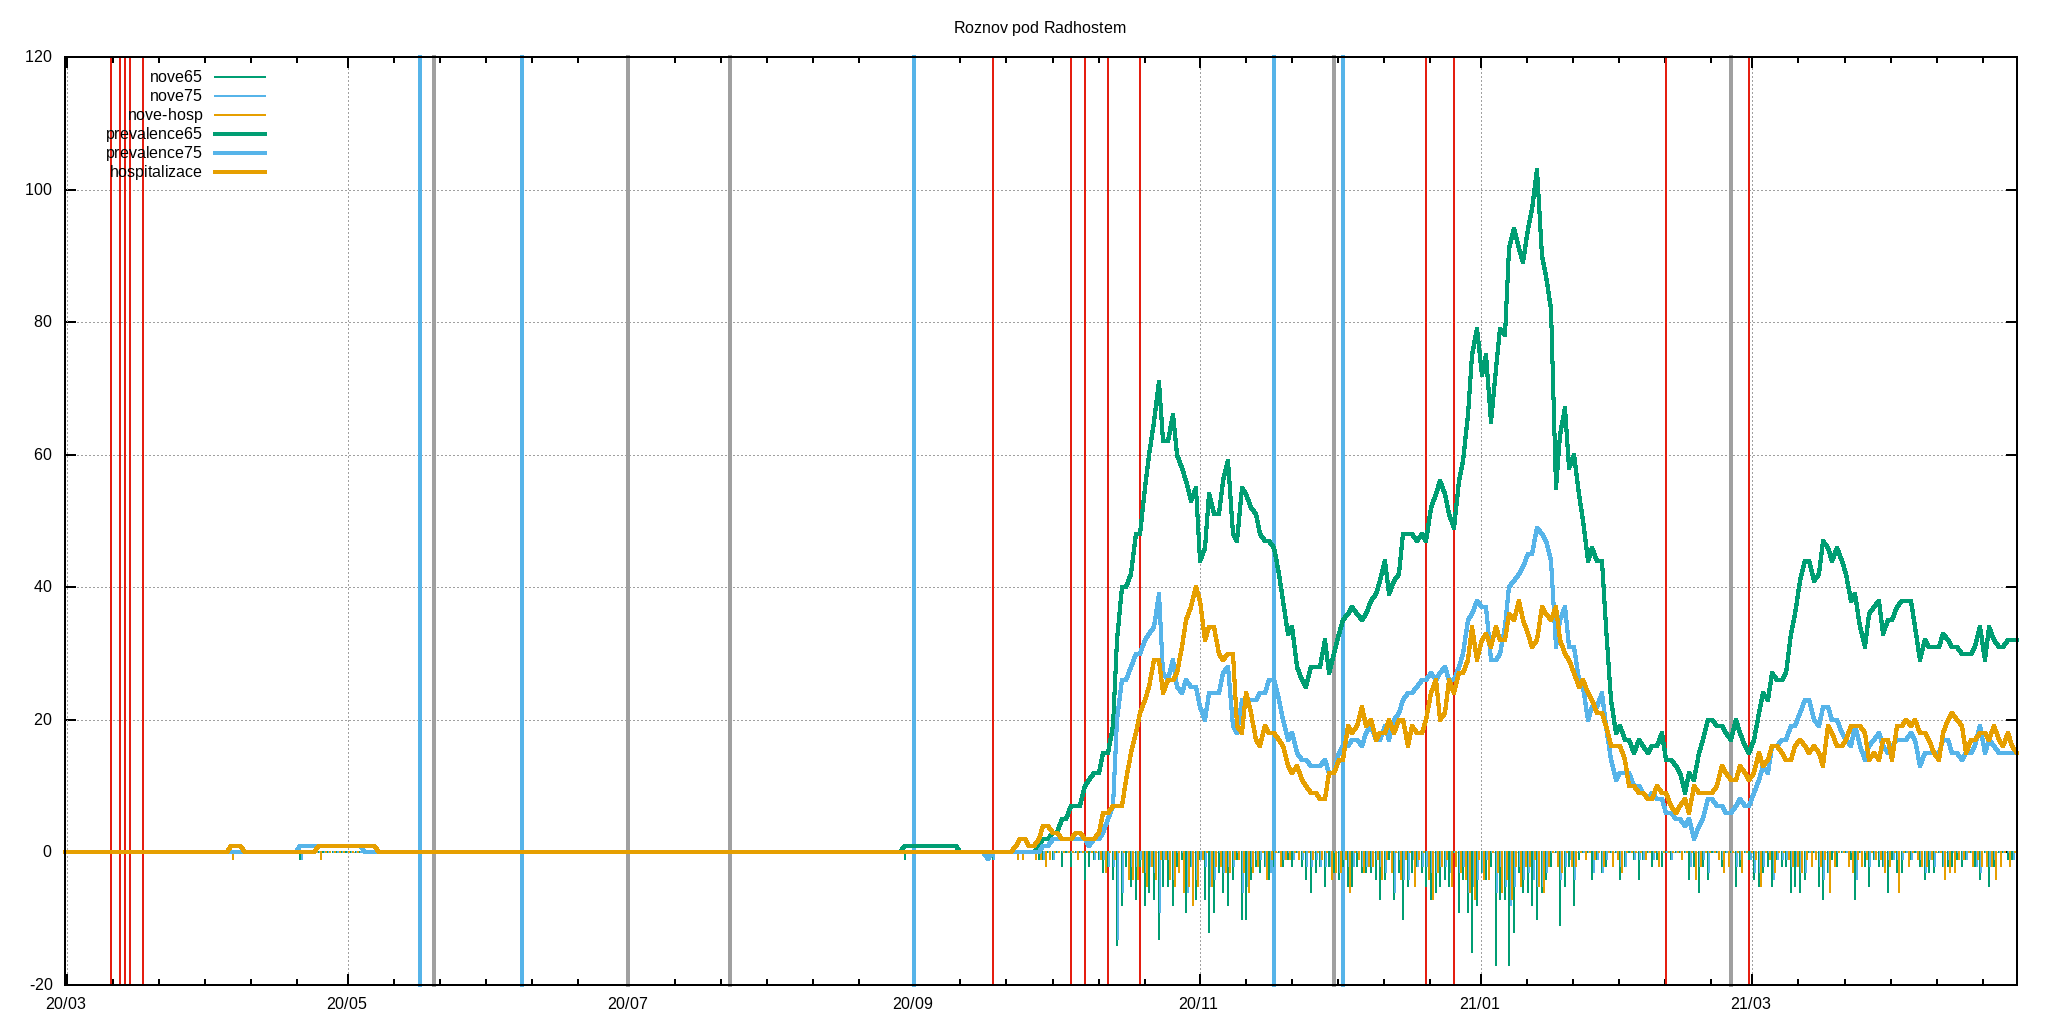 Roznov pod Radhostem
120
100
80
60
40
20
0
-20
nove65
nove75
nove-hosp
prevalence65
prevalence75
hospitalizace
20/03 20/05 20/07 20/09 20/11 21/01 21/03